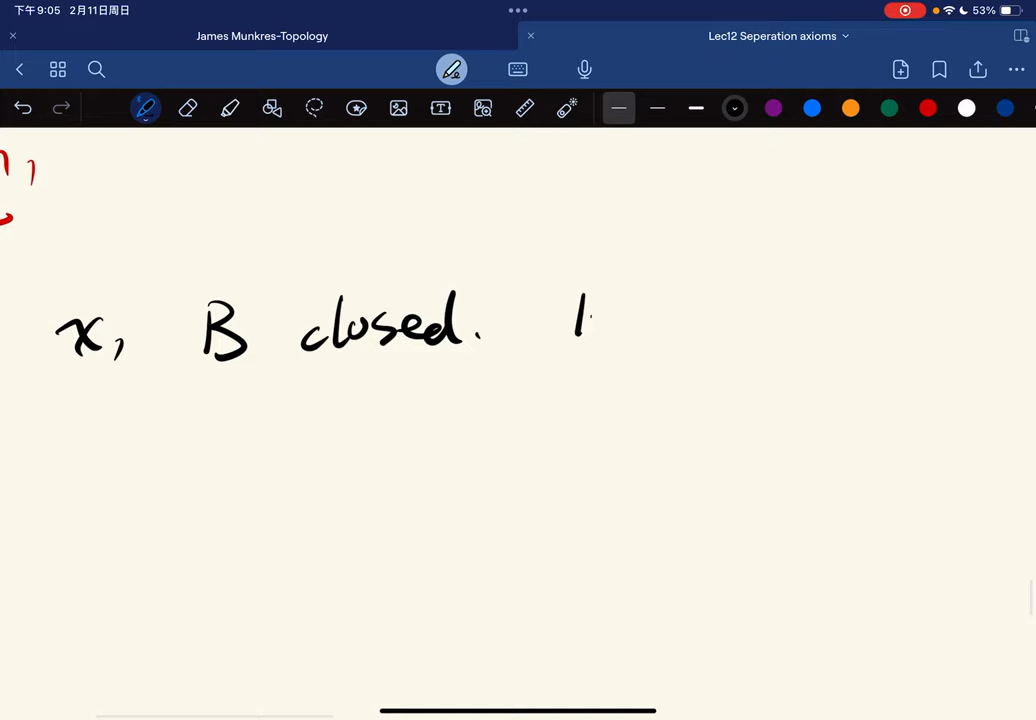 下午9:05 2月11日周日
53%
James Munkres-Topology
Lec12 Seperation axioms
x, B closed.